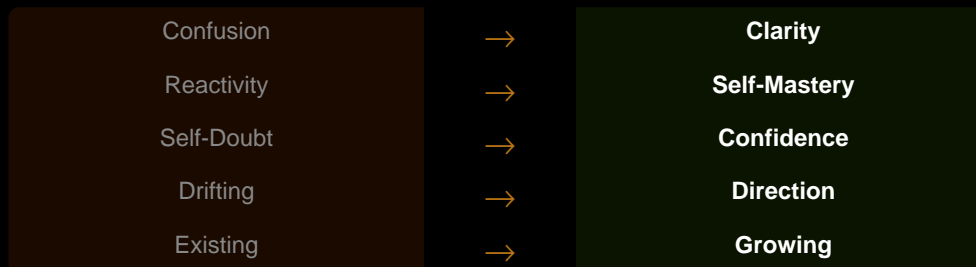 Confusion → Clarity
Reactivity → Self-Mastery
Self-Doubt → Confidence
Drifting → Direction
Existing → Growing